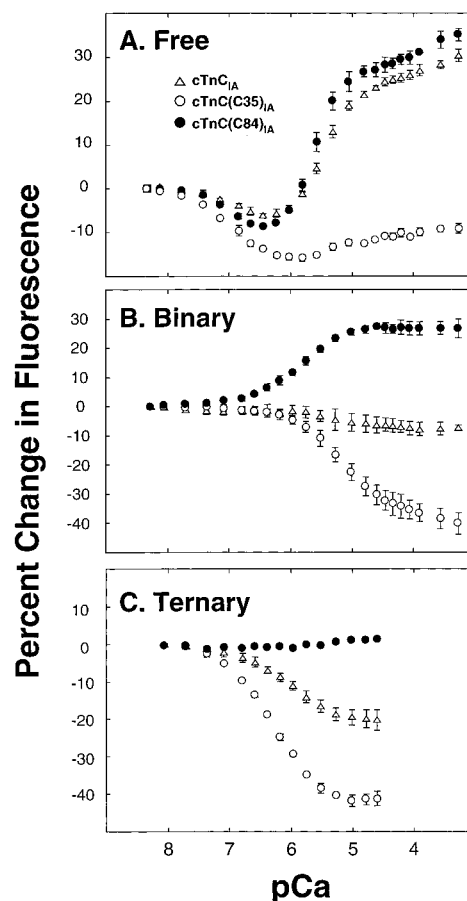 Percent Change in Fluorescence
A. Free
cTnC_IA
cTnC(C35)_IA
cTnC(C84)_IA
30
20
10
0
-10
B. Binary
30
20
10
0
-10
-20
-30
-40
C. Ternary
10
0
-10
-20
-30
-40
8 7 6 5 4
pCa